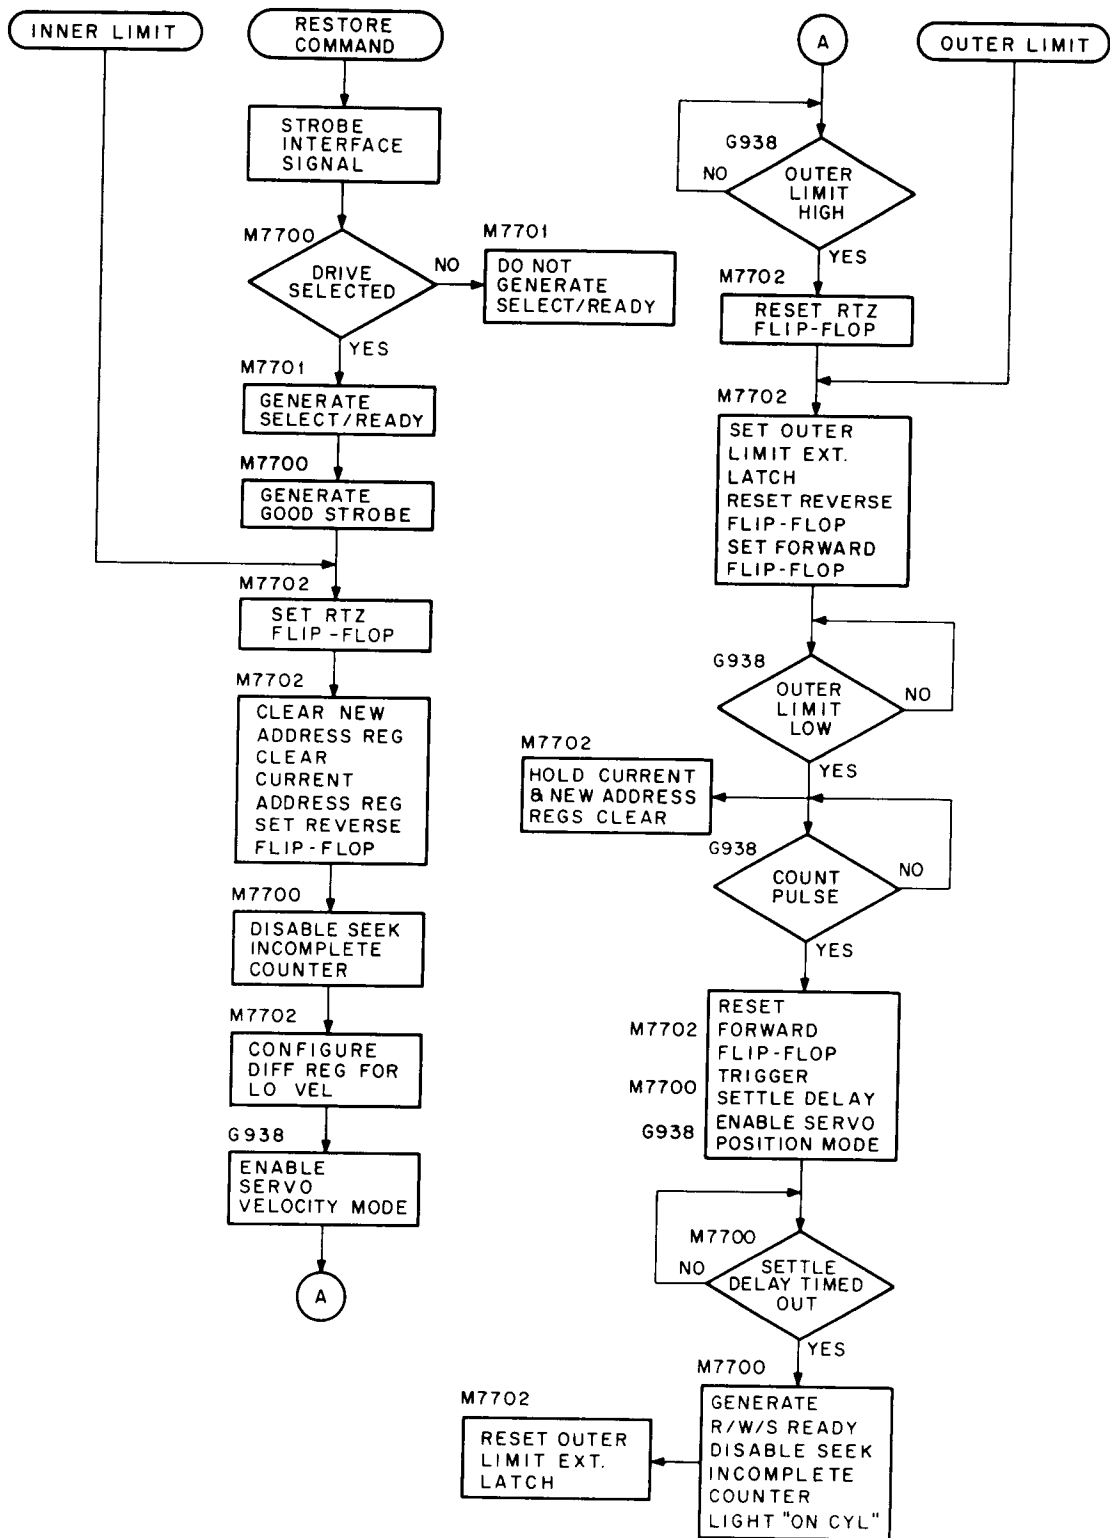 INNER LIMIT
RESTORE
COMMAND
STROBE
INTERFACE
SIGNAL
M7700
DRIVE
SELECTED
NO
M7701
DO NOT
GENERATE
SELECT/READY
YES
M7701
GENERATE
SELECT/READY
M7700
GENERATE
GOOD STROBE
M7702
SET RTZ
FLIP-FLOP
M7702
CLEAR NEW
ADDRESS REG
CLEAR
CURRENT
ADDRESS REG
SET REVERSE
FLIP-FLOP
M7700
DISABLE SEEK
INCOMPLETE
COUNTER
M7702
CONFIGURE
DIFF REG FOR
LO VEL
G938
ENABLE
SERVO
VELOCITY MODE
A
A
OUTER LIMIT
G938
NO
OUTER
LIMIT
HIGH
YES
M7702
RESET RTZ
FLIP-FLOP
M7702
SET OUTER
LIMIT EXT.
LATCH
RESET REVERSE
FLIP-FLOP
SET FORWARD
FLIP-FLOP
G938
OUTER
LIMIT
LOW
NO
YES
M7702
HOLD CURRENT
& NEW ADDRESS
REGS CLEAR
G938
COUNT
PULSE
NO
YES
RESET
M7702 FORWARD
FLIP-FLOP
TRIGGER
M7700 SETTLE DELAY
ENABLE SERVO
G938 POSITION MODE
M7700
NO
SETTLE
DELAY TIMED
OUT
YES
M7700
GENERATE
R/W/S READY
DISABLE SEEK
INCOMPLETE
COUNTER
LIGHT "ON CYL"
M7702
RESET OUTER
LIMIT EXT.
LATCH